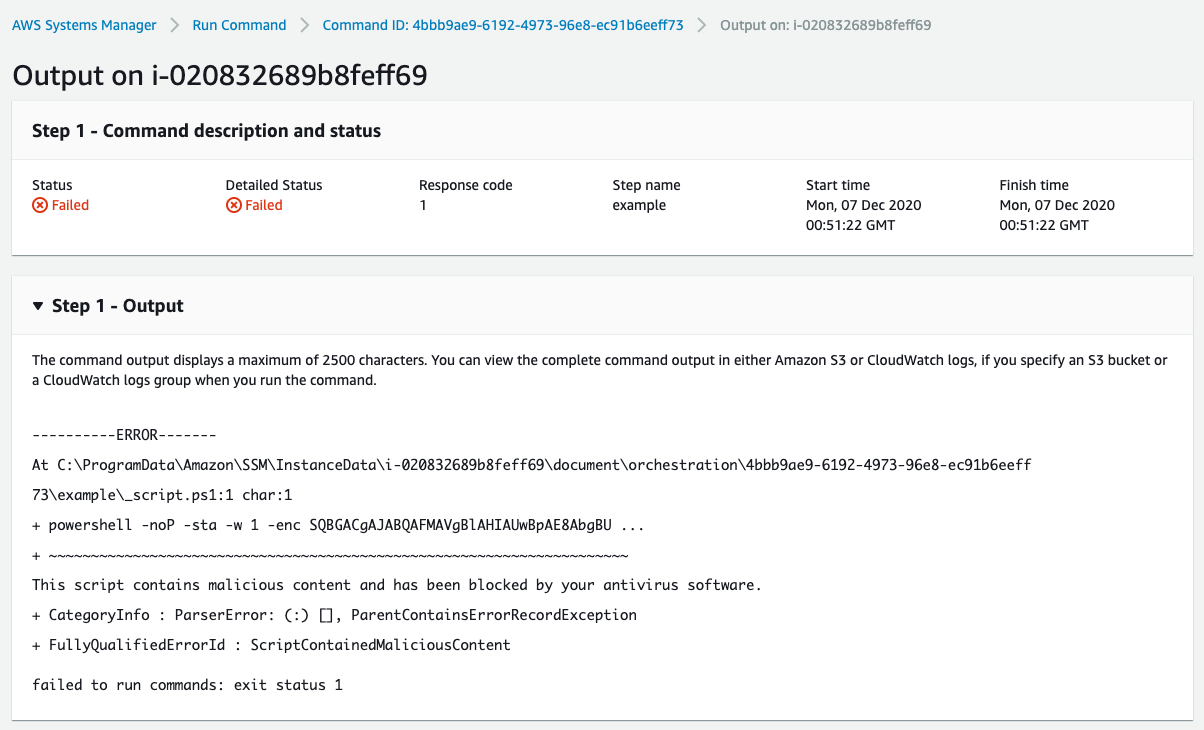 AWS Systems Manager > Run Command > Command ID: 4bbb9ae9-6192-4973-96e8-ec91b6eeff73 > Output on: i-020832689b8feff69
Output on i-020832689b8feff69
Step 1 - Command description and status
Status Detailed Status Response code Step name Start time Finish time
Failed Failed 1 example Mon, 07 Dec 2020 Mon, 07 Dec 2020
00:51:22 GMT 00:51:22 GMT
Step 1 - Output
The command output displays a maximum of 2500 characters. You can view the complete command output in either Amazon S3 or CloudWatch logs, if you specify an S3 bucket or
a CloudWatch logs group when you run the command.
----------ERROR-------
At C:\ProgramData\Amazon\SSM\InstanceData\i-020832689b8feff69\document\orchestration\4bbb9ae9-6192-4973-96e8-ec91b6eeff
73\example\_script.ps1:1 char:1
+ powershell -noP -sta -w 1 -enc SQBGACgAJABQAFMAVgBlAHIAUwBpAE8AbgBU ...
+ ~~~~~~~~~~~~~~~~~~~~~~~~~~~~~~~~~~~~~~~~~~~~~~~~~~~~~~~~~~~~~~~~~~~~~
This script contains malicious content and has been blocked by your antivirus software.
+ CategoryInfo : ParserError: (:) [], ParentContainsErrorRecordException
+ FullyQualifiedErrorId : ScriptContainedMaliciousContent
failed to run commands: exit status 1